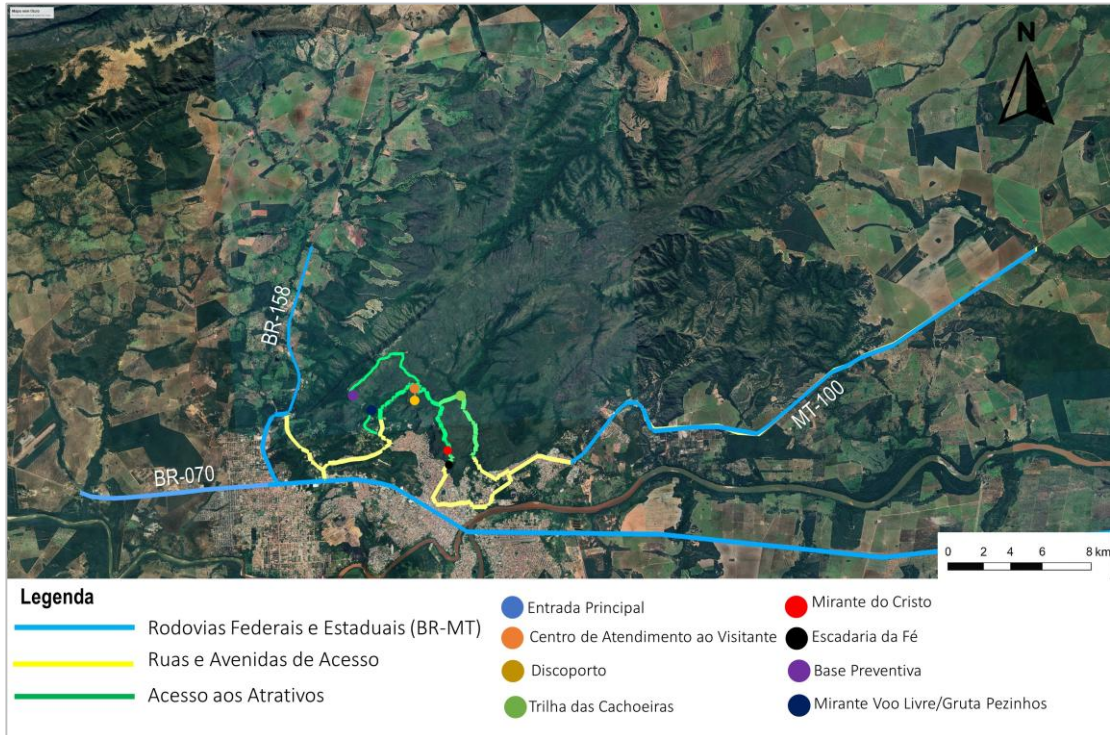 N
BR-158
MT-100
BR-070
0 2 4 6 8 km
Legenda
Rodovias Federais e Estaduais (BR-MT)
Ruas e Avenidas de Acesso
Acesso aos Atrativos
Entrada Principal
Centro de Atendimento ao Visitante
Discoporto
Trilha das Cachoeiras
Mirante do Cristo
Escadaria da Fé
Base Preventiva
Mirante Voo Livre/Gruta Pezinhos